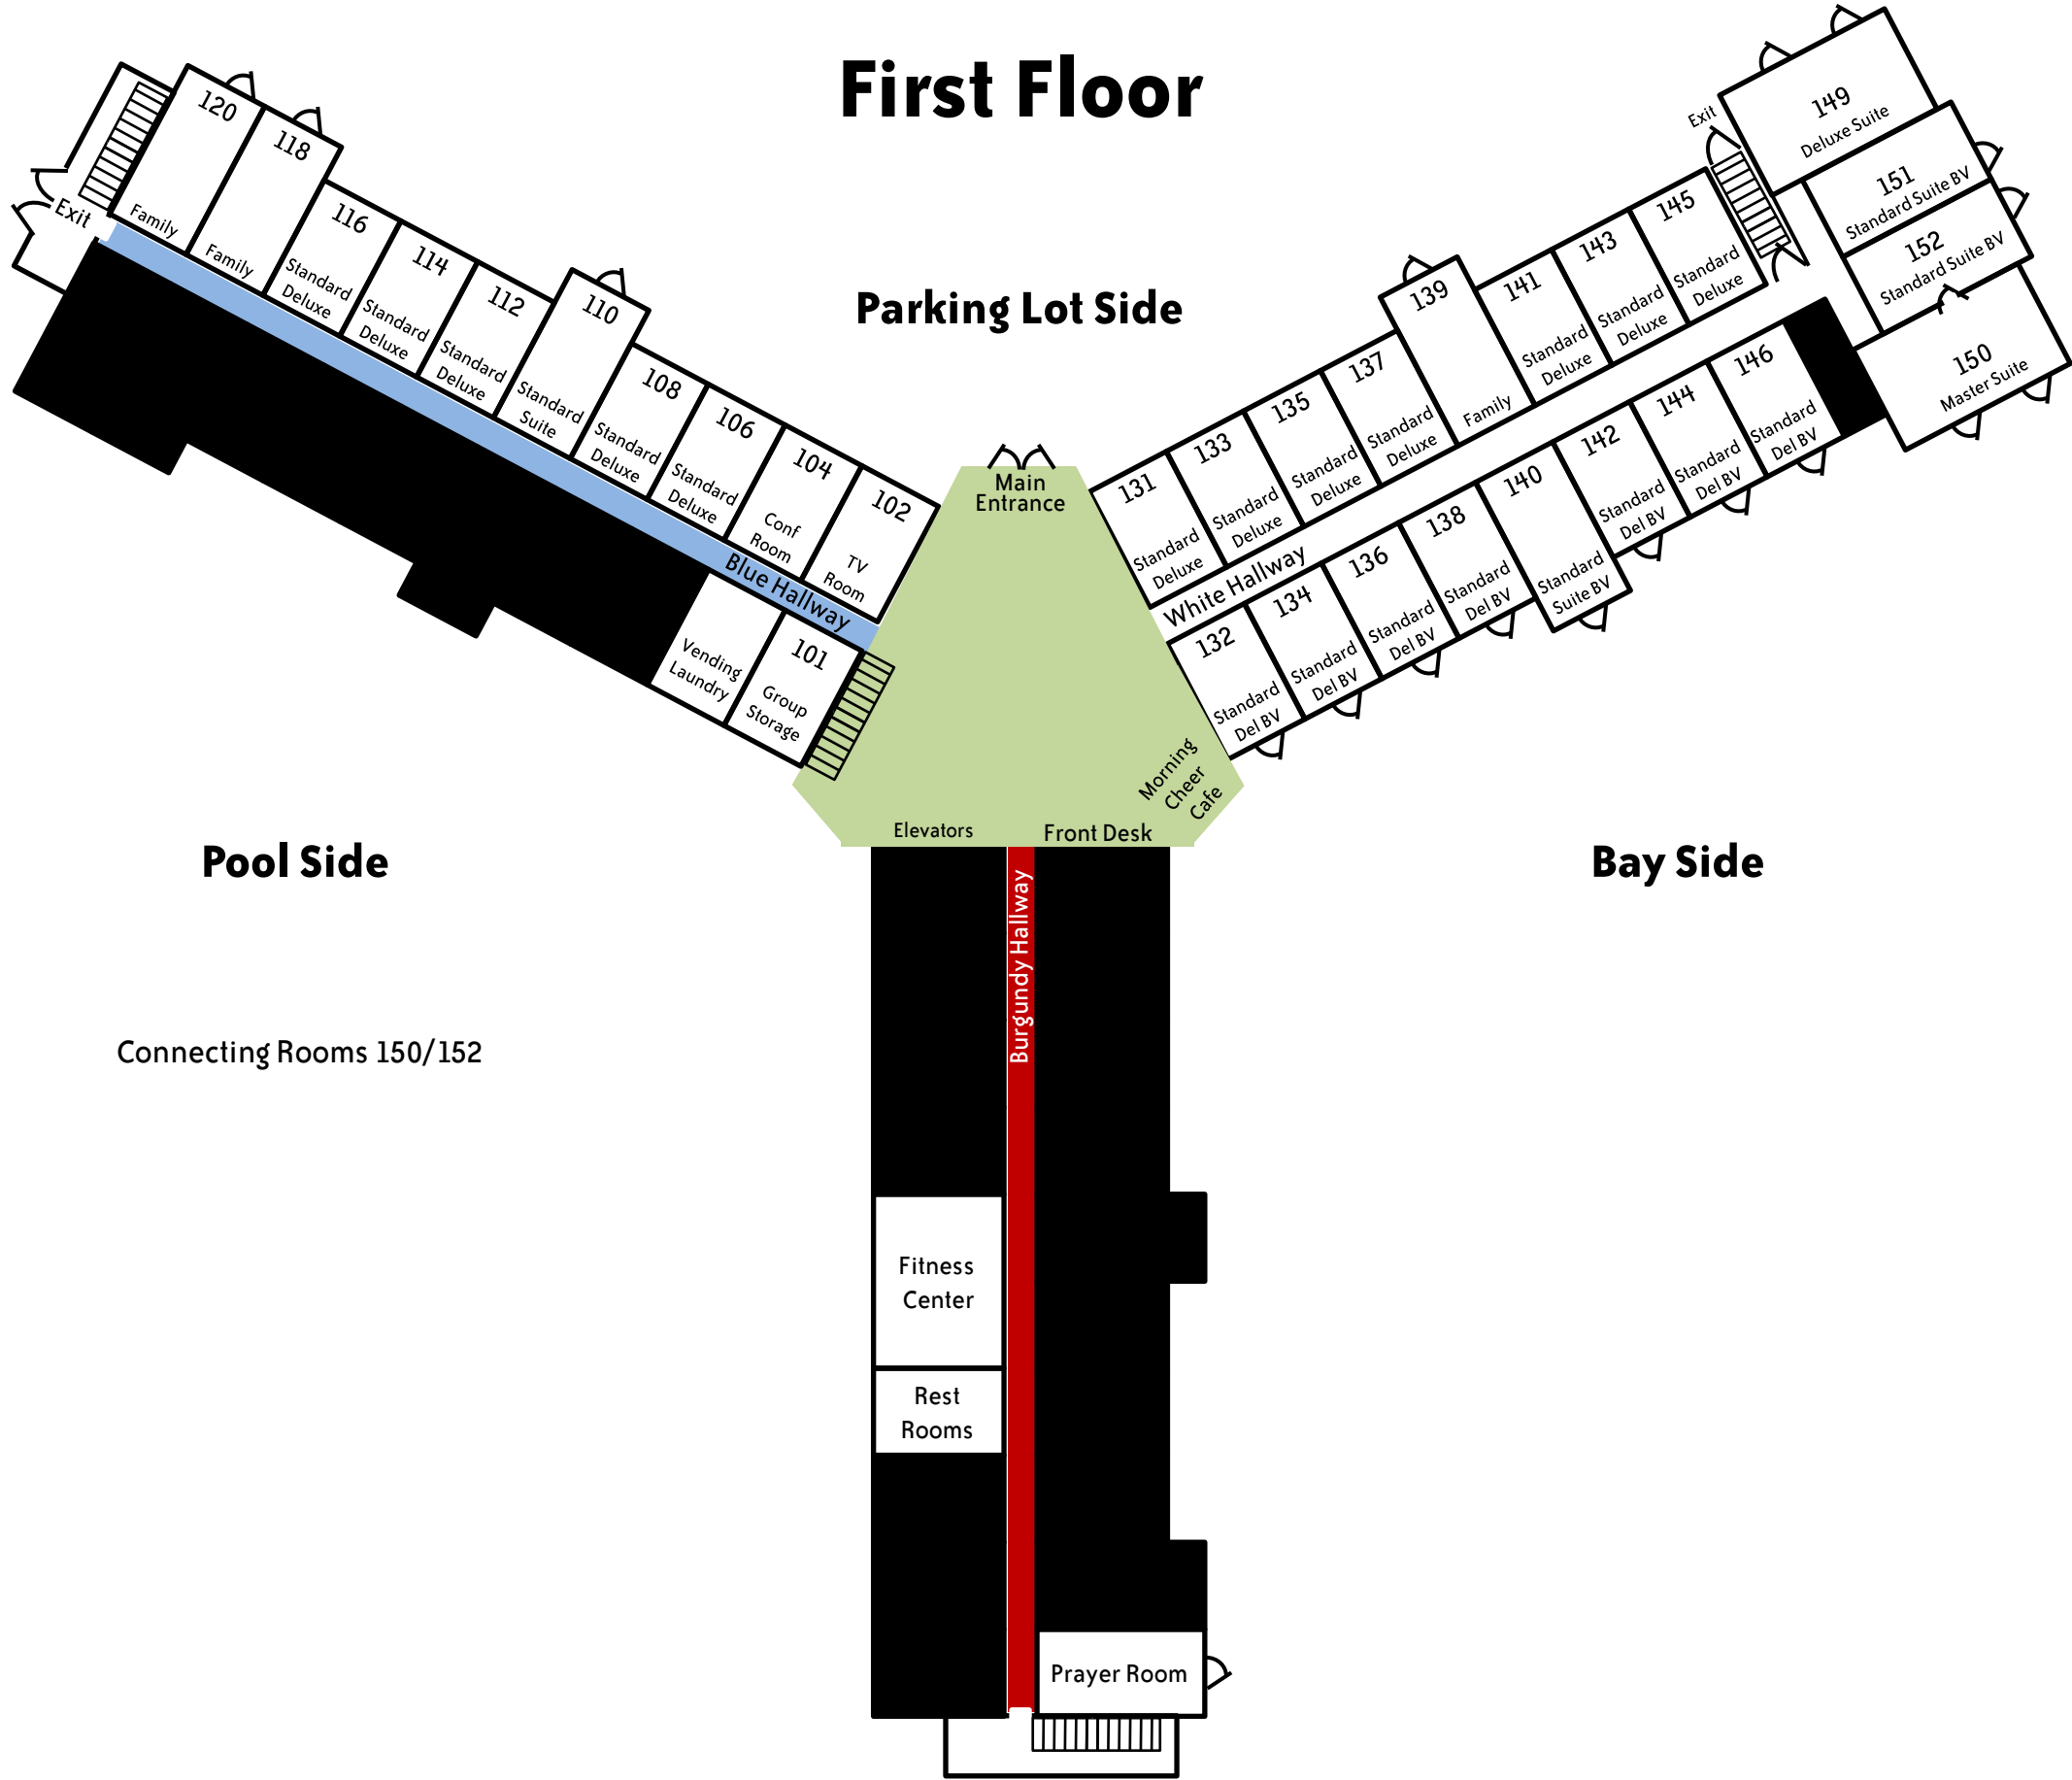 First Floor
Parking Lot Side
Pool Side
Bay Side
Connecting Rooms 150/152
Exit
120
Family
118
Family
116
Standard
Deluxe
114
Standard
Deluxe
112
Standard
Deluxe
110
Standard
Suite
108
Standard
Deluxe
106
Standard
Deluxe
104
Conf
Room
102
TV
Room
Blue Hallway
Vending
Laundry
101
Group
Storage
Main
Entrance
Elevators
Front Desk
Morning
Cheer
Cafe
131
Standard
Deluxe
133
Standard
Deluxe
135
Standard
Deluxe
137
Standard
Deluxe
139
Family
141
Standard
Deluxe
143
Standard
Deluxe
145
Standard
Deluxe
Exit
White Hallway
132
Standard
Del BV
134
Standard
Del BV
136
Standard
Del BV
138
Standard
Del BV
140
Standard
Suite BV
142
Standard
Del BV
144
Standard
Del BV
146
Standard
Del BV
149
Deluxe Suite
151
Standard Suite BV
152
Standard Suite BV
150
Master Suite
Burgundy Hallway
Fitness
Center
Rest
Rooms
Prayer Room